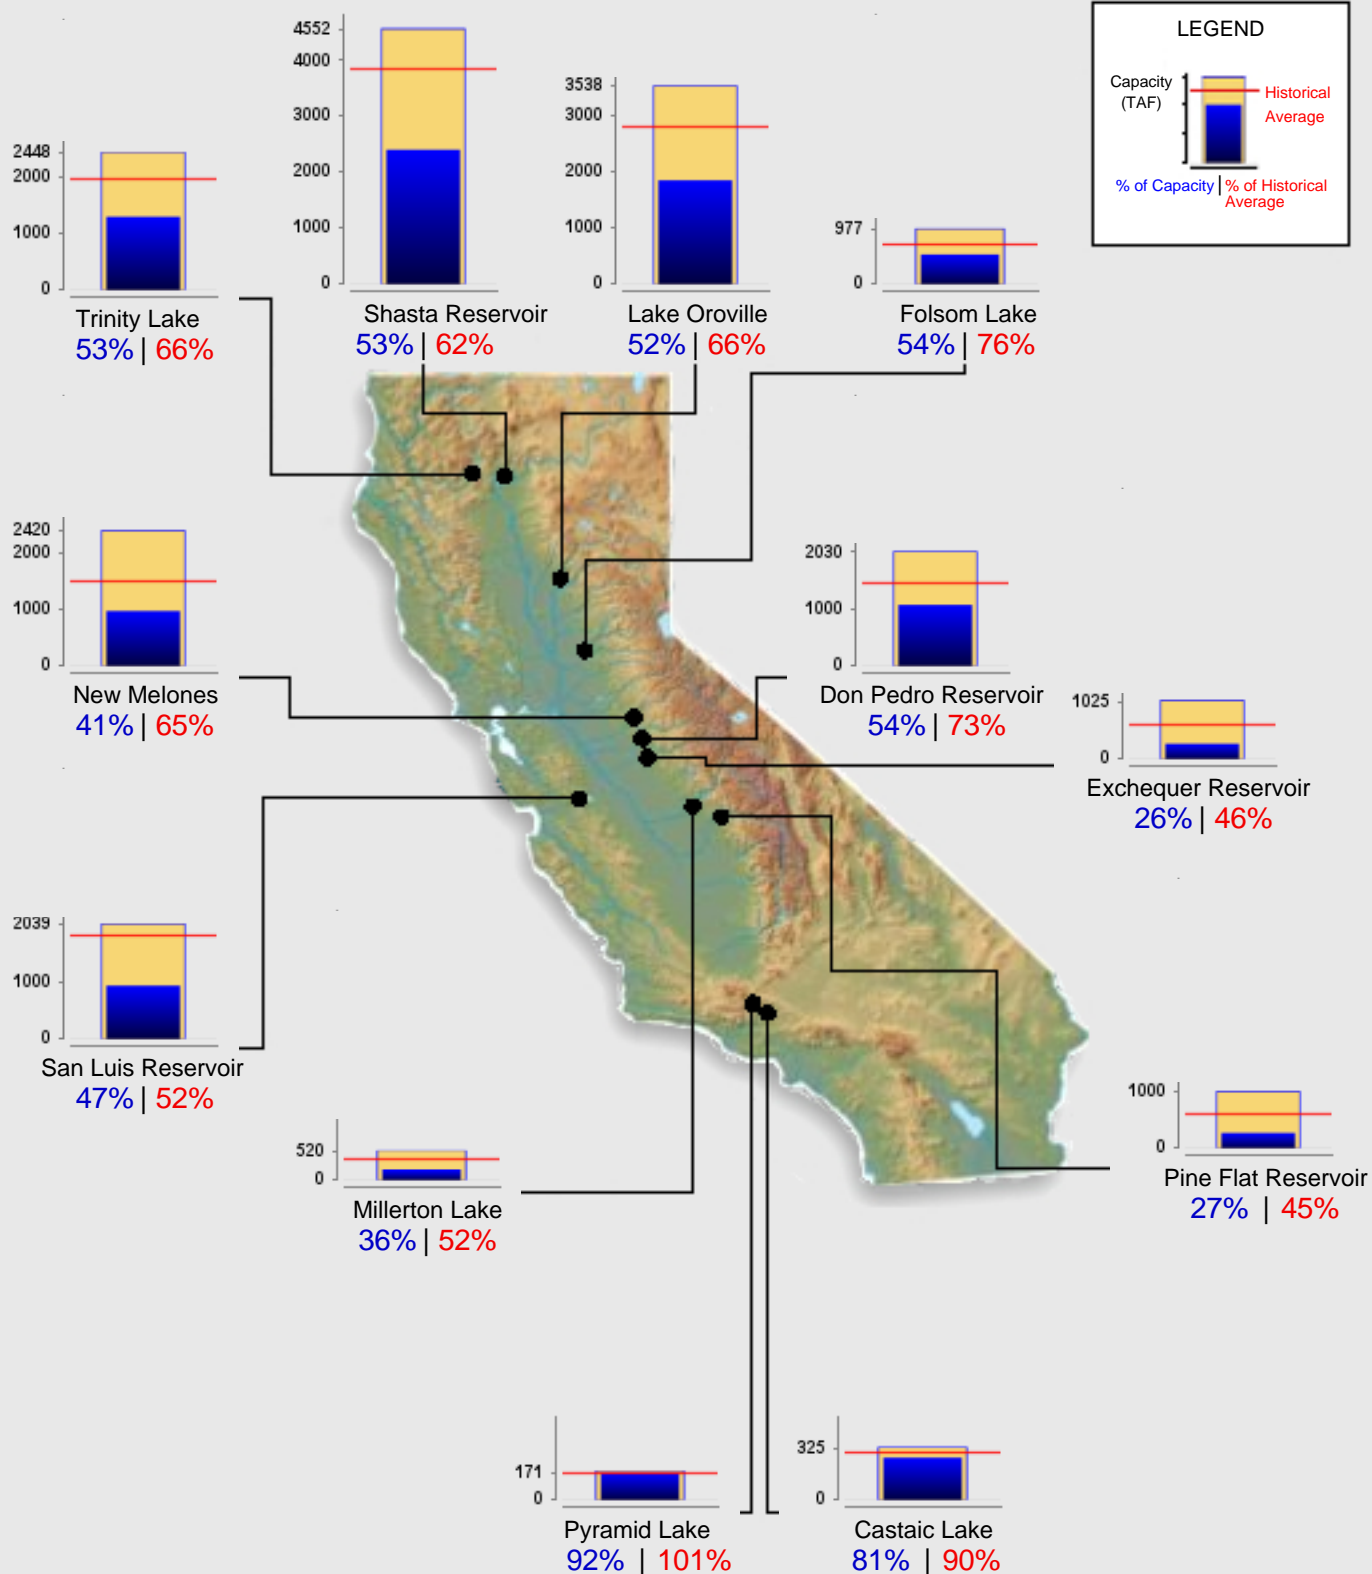 LEGEND
Capacity
(TAF)
Historical
Average
% of Capacity | % of Historical
Average
4552
4000
3000
2000
1000
0
Shasta Reservoir
53% | 62%
3538
3000
2000
1000
0
Lake Oroville
52% | 66%
2448
2000
1000
0
Trinity Lake
53% | 66%
977
0
Folsom Lake
54% | 76%
2420
2000
1000
0
New Melones
41% | 65%
2030
1000
0
Don Pedro Reservoir
54% | 73%
1025
0
Exchequer Reservoir
26% | 46%
2039
1000
0
San Luis Reservoir
47% | 52%
1000
0
Pine Flat Reservoir
27% | 45%
520
0
Millerton Lake
36% | 52%
171
0
Pyramid Lake
92% | 101%
325
0
Castaic Lake
81% | 90%